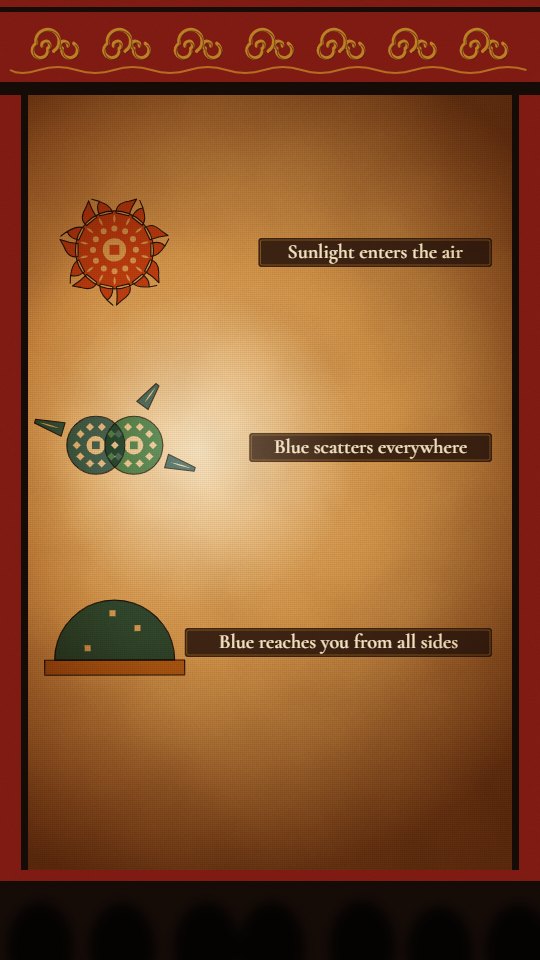 Sunlight enters the air
Blue scatters everywhere
Blue reaches you from all sides